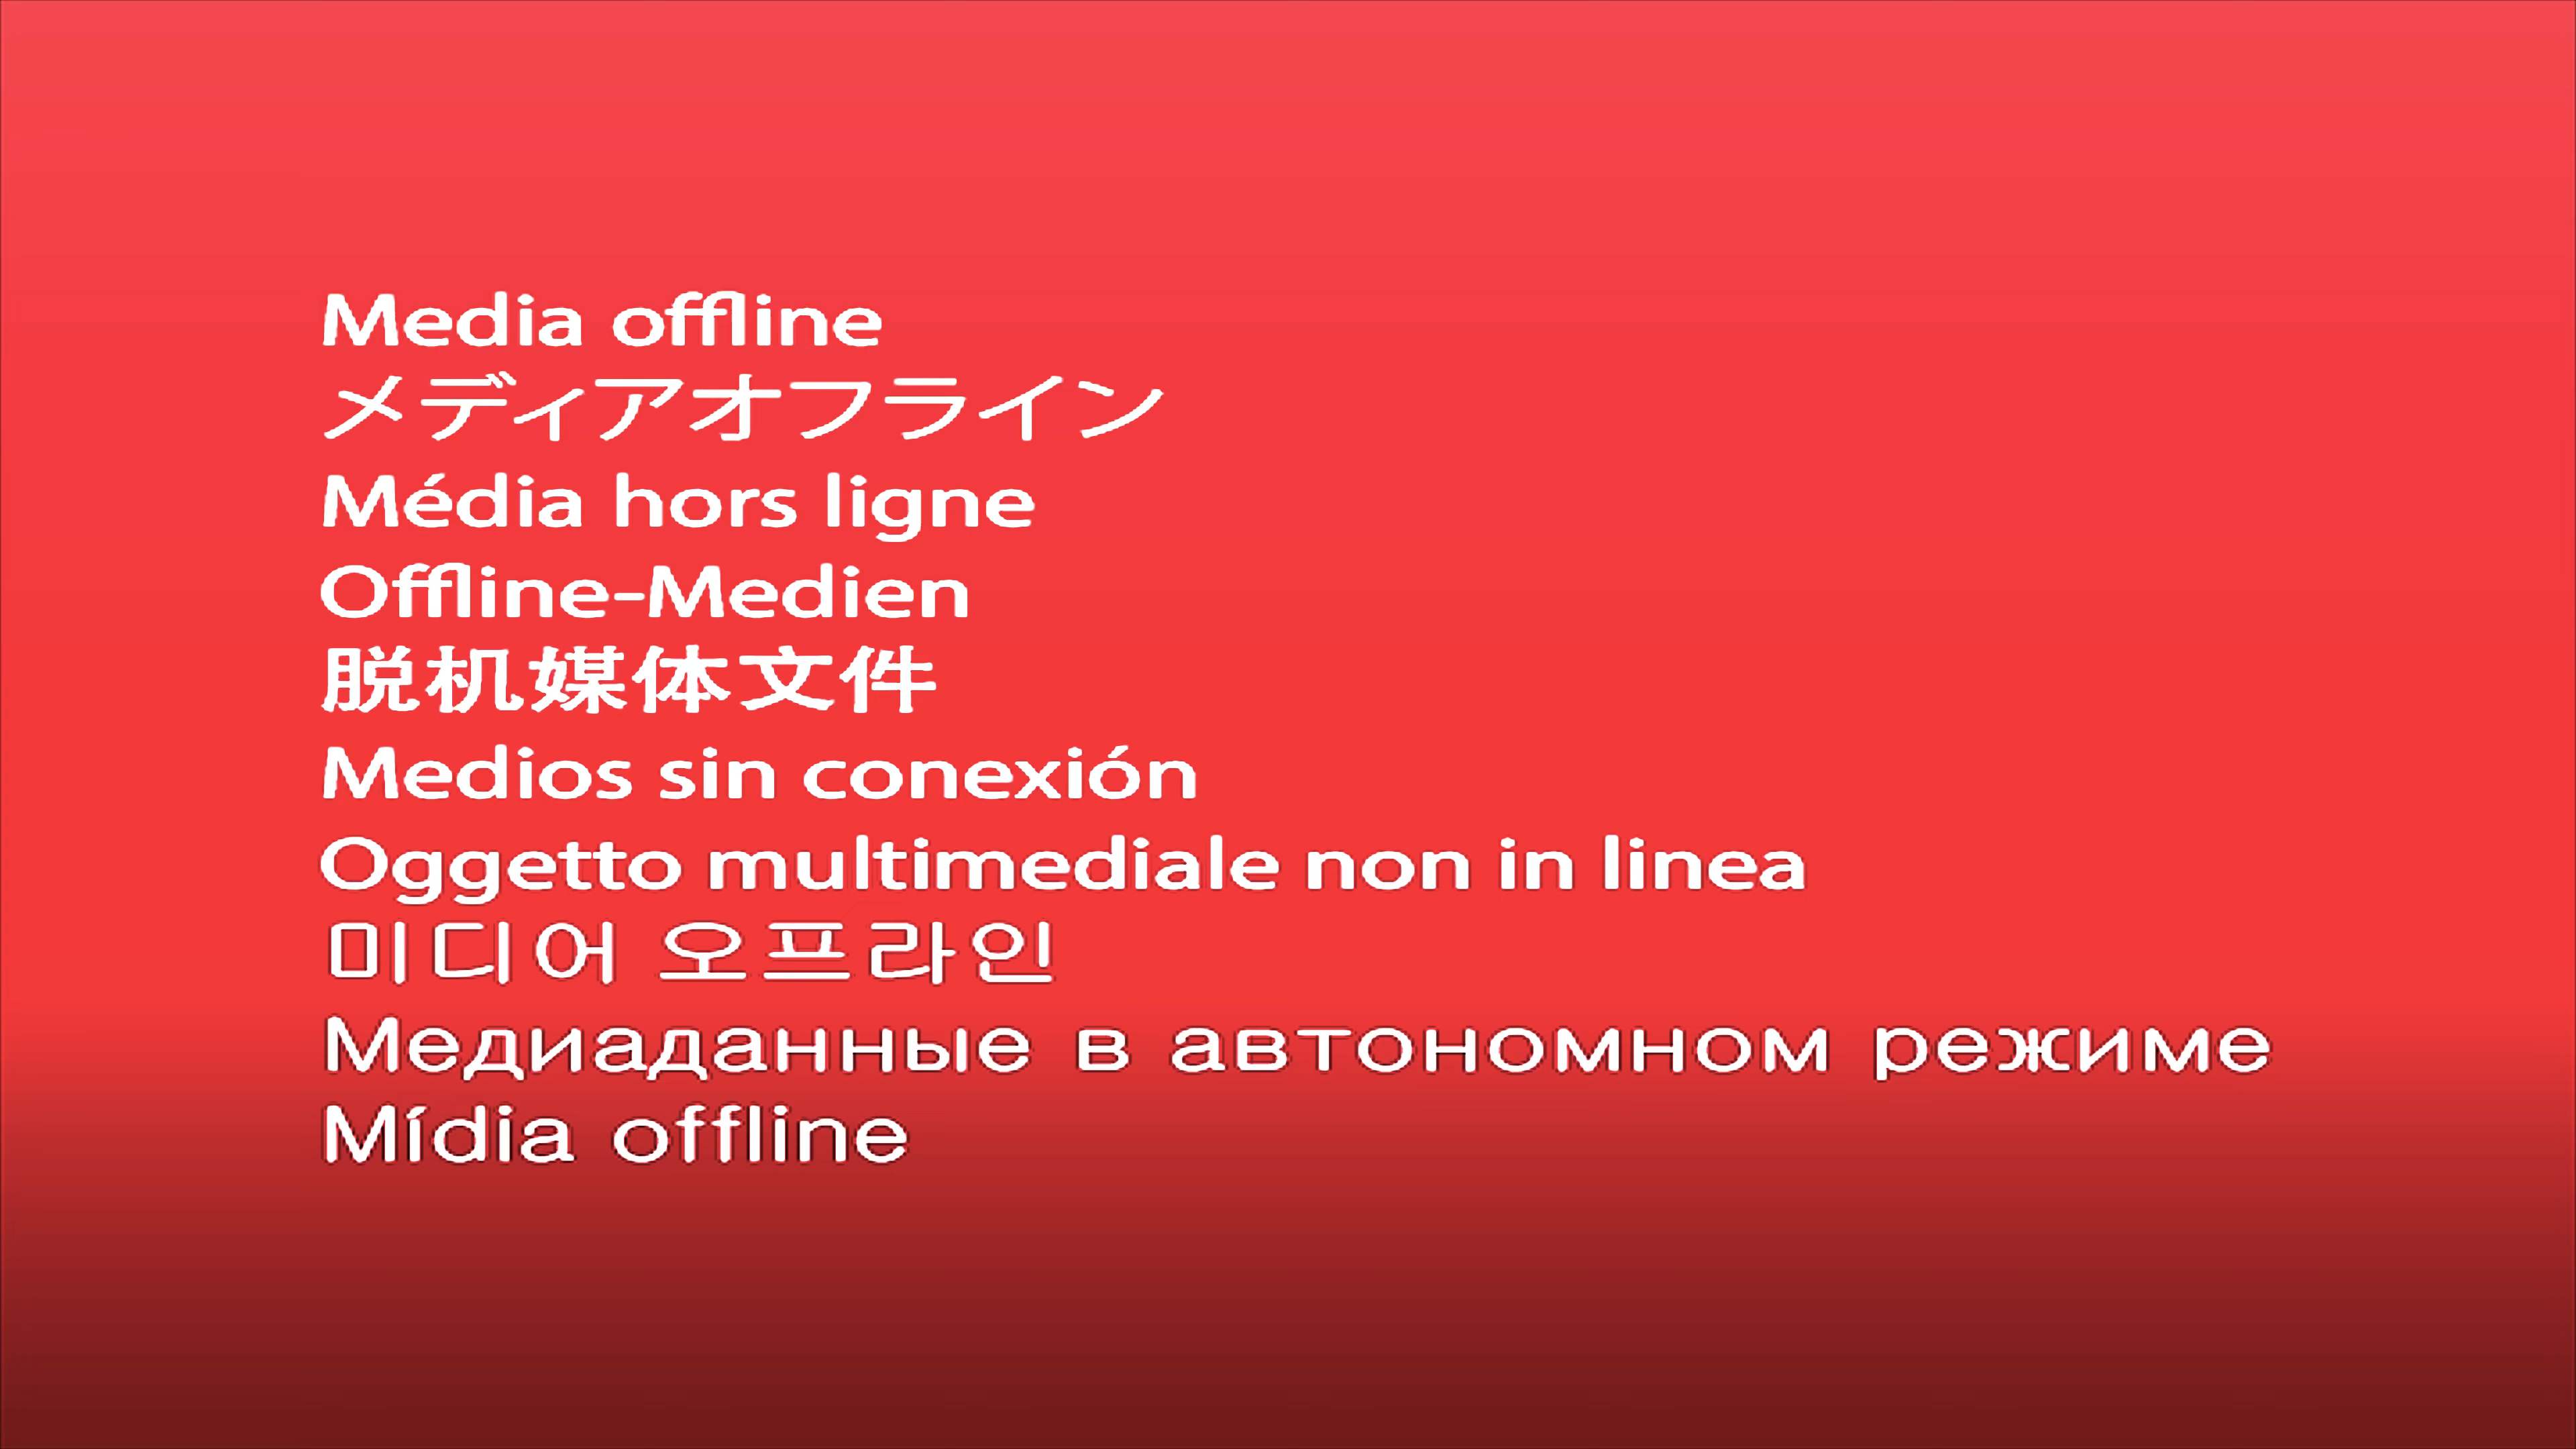 Media offline
メディアオフライン
Média hors ligne
Offline-Medien
脱机媒体文件
Medios sin conexión
Oggetto multimediale non in linea
미디어 오프라인
Медиаданные в автономном режиме
Mídia offline